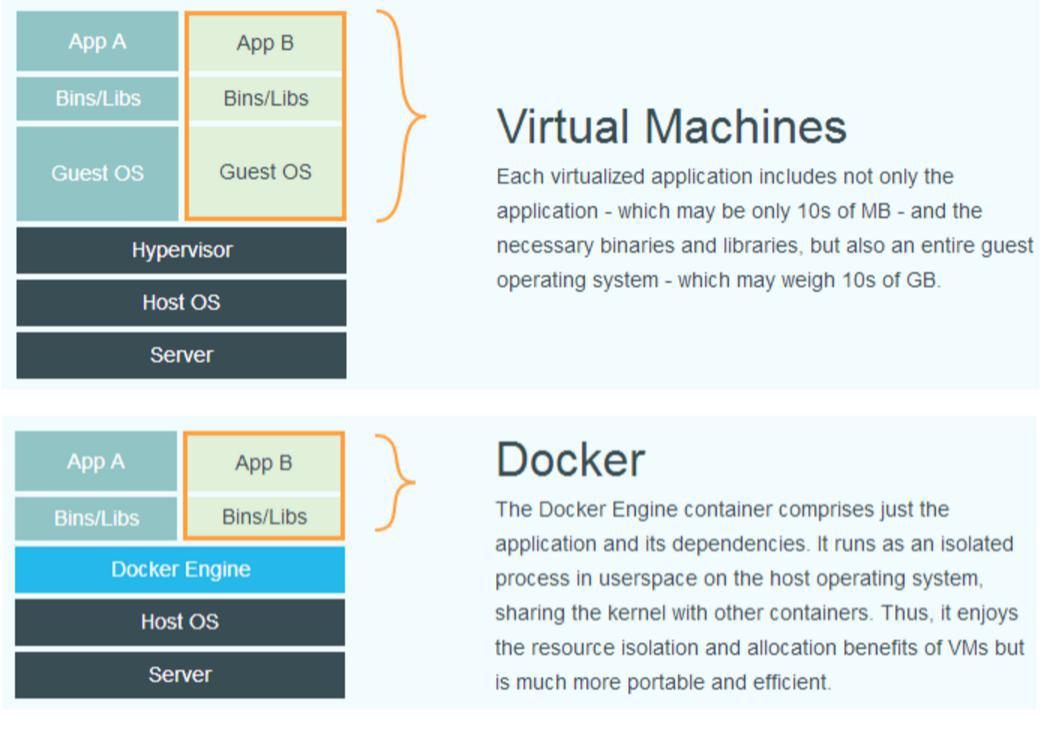 App A App B
Bins/Libs Bins/Libs
Guest OS Guest OS
Hypervisor
Host OS
Server
Virtual Machines
Each virtualized application includes not only the
application - which may be only 10s of MB - and the
necessary binaries and libraries, but also an entire guest
operating system - which may weigh 10s of GB.
App A App B
Bins/Libs Bins/Libs
Docker Engine
Host OS
Server
Docker
The Docker Engine container comprises just the
application and its dependencies. It runs as an isolated
process in userspace on the host operating system,
sharing the kernel with other containers. Thus, it enjoys
the resource isolation and allocation benefits of VMs but
is much more portable and efficient.